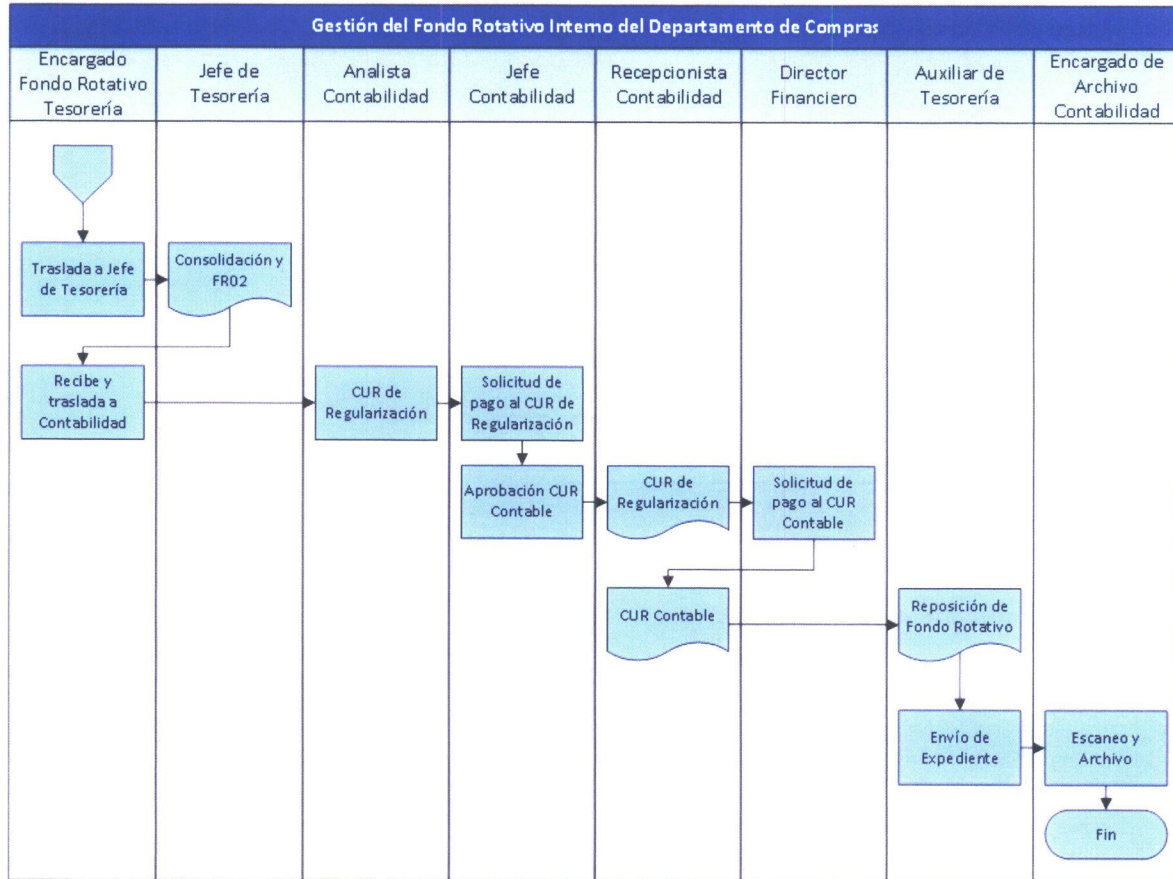 Gestión del Fondo Rotativo Interno del Departamento de Compras
Encargado
Fondo Rotativo
Tesorería
Jefe de
Tesorería
Analista
Contabilidad
Jefe
Contabilidad
Recepcionista
Contabilidad
Director
Financiero
Auxiliar de
Tesorería
Encargado de
Archivo
Contabilidad
Traslada a Jefe
de Tesorería
Consolidación y
FR02
Recibe y
traslada a
Contabilidad
CUR de
Regularización
Solicitud de
pago al CUR de
Regularización
Aprobación CUR
Contable
CUR de
Regularización
Solicitud de
pago al CUR
Contable
CUR Contable
Reposición de
Fondo Rotativo
Envío de
Expediente
Escaneo y
Archivo
Fin